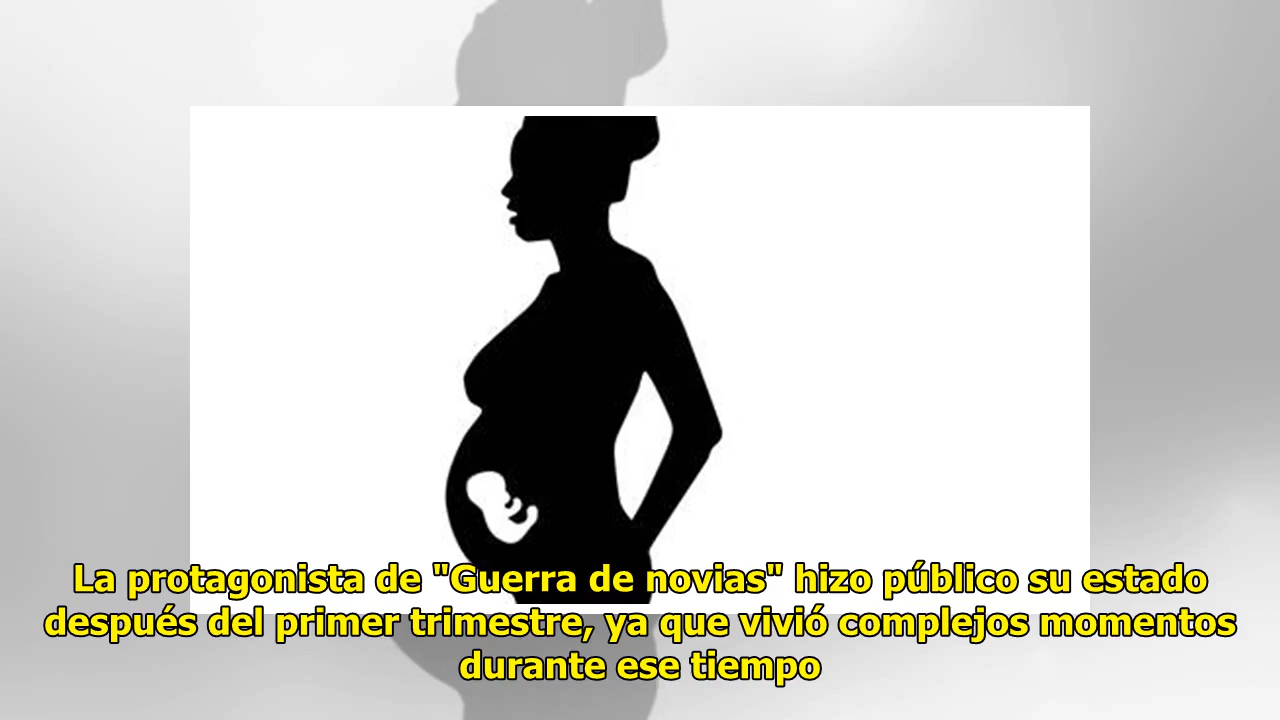 La protagonista de "Guerra de novias" hizo público su estado
después del primer trimestre, ya que vivió complejos momentos
durante ese tiempo